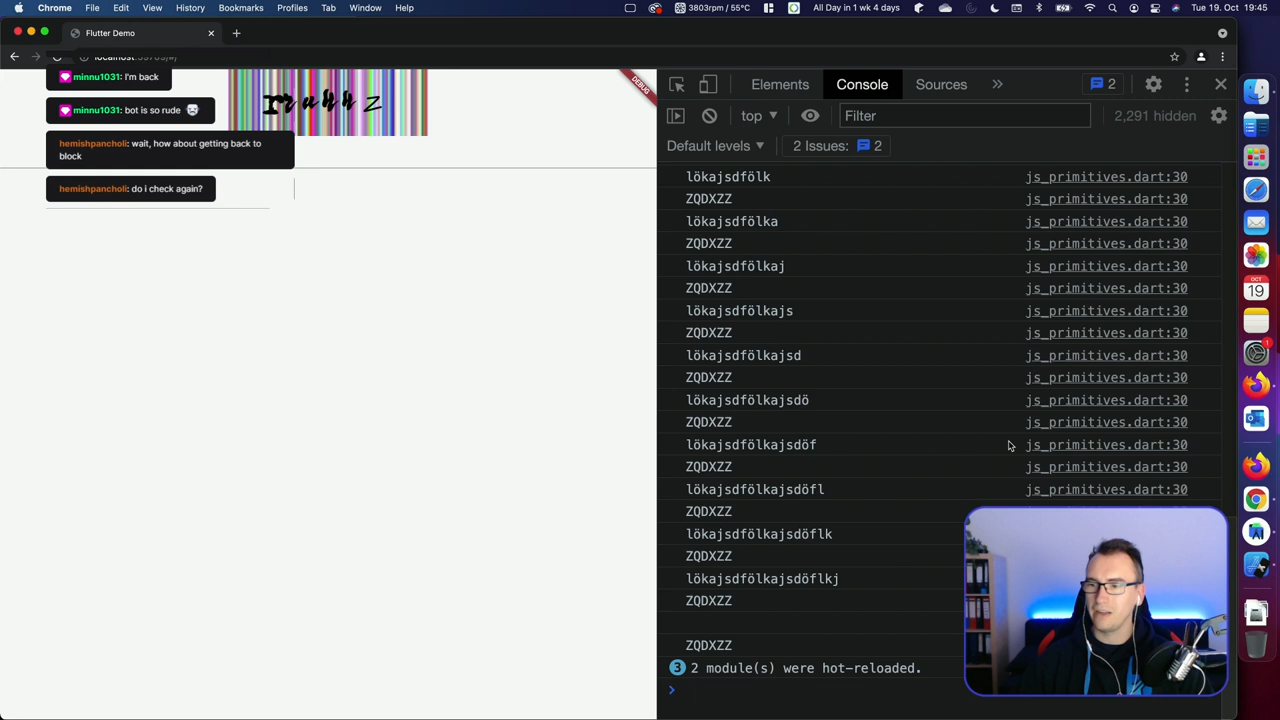 Chrome File Edit View History Bookmarks Profiles Tab Window Help 3803rpm / 55°C All Day in 1 wk 4 days Tue 19. Oct 19:45
Flutter Demo
minnu1031: I'm back
minnu1031: bot is so rude
hemishpancholi: wait, how about getting back to
block
hemishpancholi: do i check again?
DEBUG
Elements Console Sources 2
top Filter 2,291 hidden
Default levels 2 Issues: 2
lökajsdfölk js_primitives.dart:30
ZQDXZZ js_primitives.dart:30
lökajsdfölka js_primitives.dart:30
ZQDXZZ js_primitives.dart:30
lökajsdfölkaj js_primitives.dart:30
ZQDXZZ js_primitives.dart:30
lökajsdfölkajs js_primitives.dart:30
ZQDXZZ js_primitives.dart:30
lökajsdfölkajsd js_primitives.dart:30
ZQDXZZ js_primitives.dart:30
lökajsdfölkajsdö js_primitives.dart:30
ZQDXZZ js_primitives.dart:30
lökajsdfölkajsdöf js_primitives.dart:30
ZQDXZZ js_primitives.dart:30
lökajsdfölkajsdöfl js_primitives.dart:30
ZQDXZZ
lökajsdfölkajsdöflk
ZQDXZZ
lökajsdfölkajsdöflkj
ZQDXZZ
ZQDXZZ
3 2 module(s) were hot-reloaded.
OCT
19
1